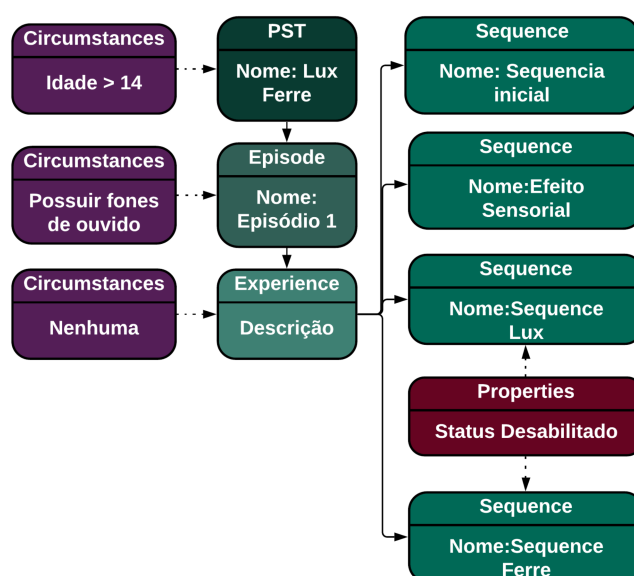 Circumstances
Idade > 14
PST
Nome: Lux
Ferre
Sequence
Nome: Sequencia
inicial
Circumstances
Possuir fones
de ouvido
Episode
Nome:
Episódio 1
Sequence
Nome:Efeito
Sensorial
Circumstances
Nenhuma
Experience
Descrição
Sequence
Nome:Sequence
Lux
Properties
Status Desabilitado
Sequence
Nome:Sequence
Ferre